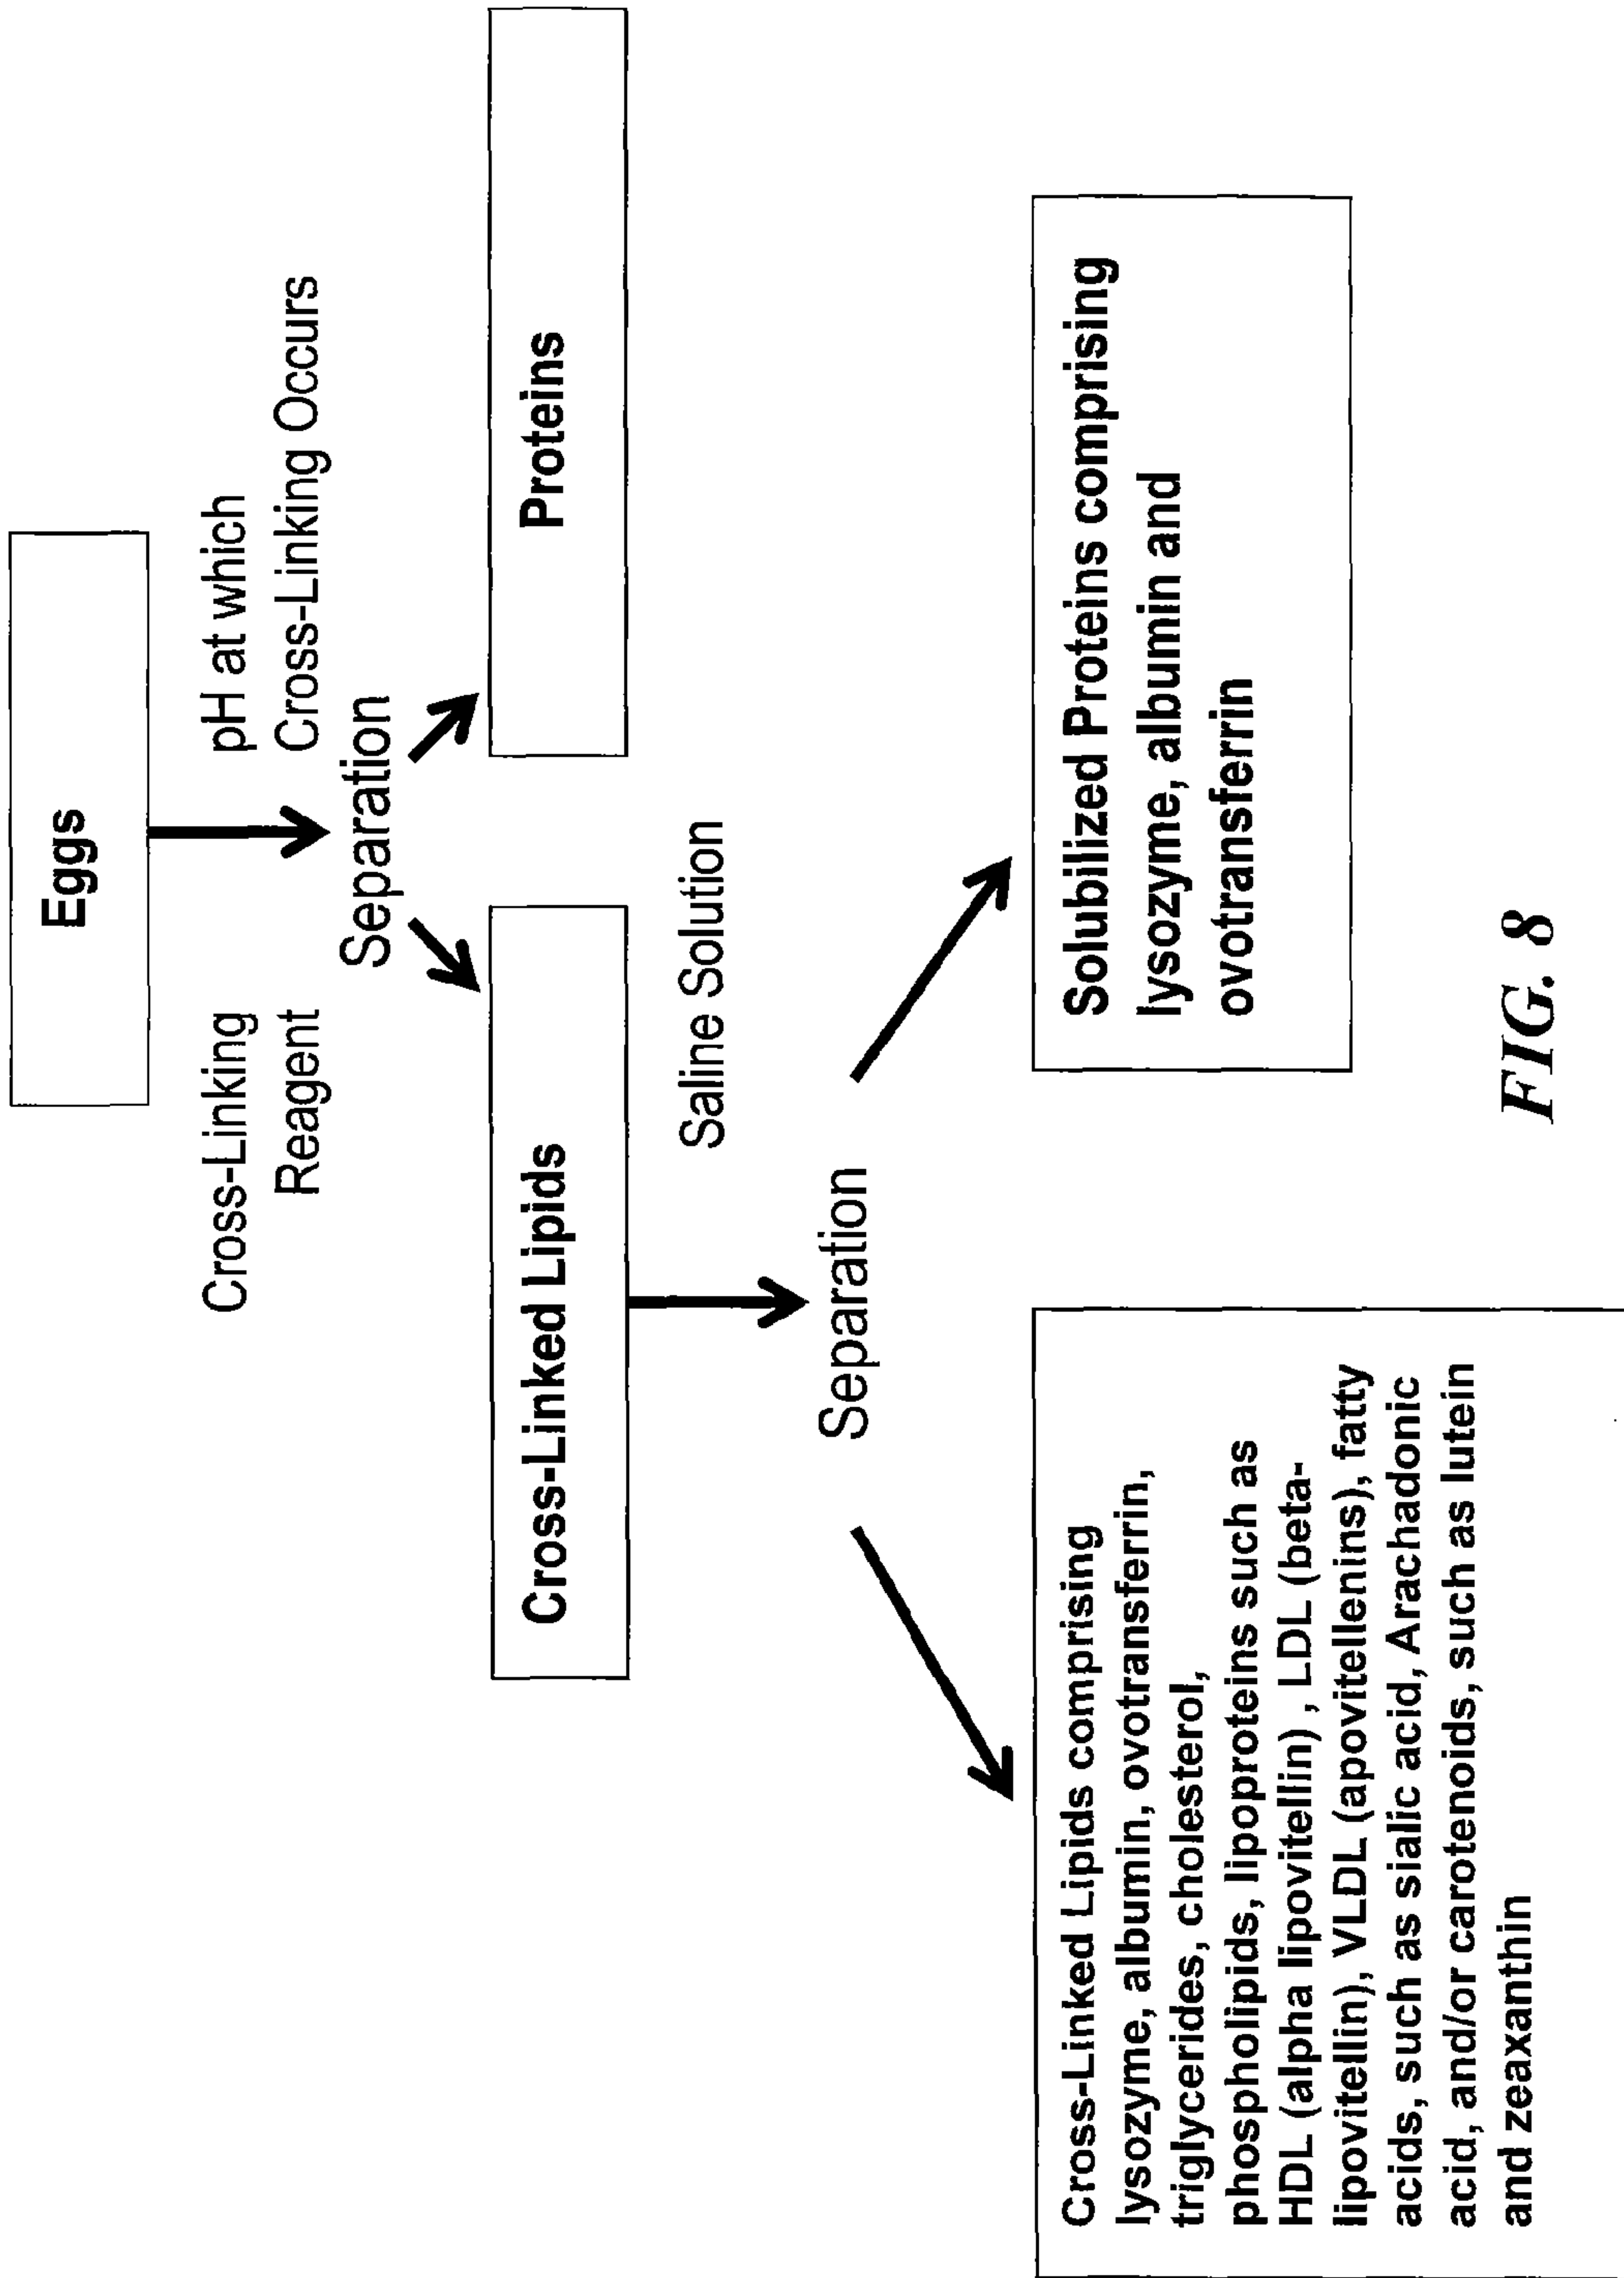 Eggs
Cross-Linking
Reagent
pH at which
Cross-Linking Occurs
Separation
Cross-Linked Lipids
Proteins
Saline Solution
Separation
Cross-Linked Lipids comprising
lysozyme, albumin, ovotransferrin,
triglycerides, cholesterol,
phospholipids, lipoproteins such as
HDL (alpha lipovitellin) , LDL (beta-
lipovitellin), VLDL (apovitellenins), fatty
acids, such as sialic acid, Arachadonic
acid, and/or carotenoids, such as lutein
and zeaxanthin
Solubilized Proteins comprising
lysozyme, albumin and
ovotransferrin
FIG. 8